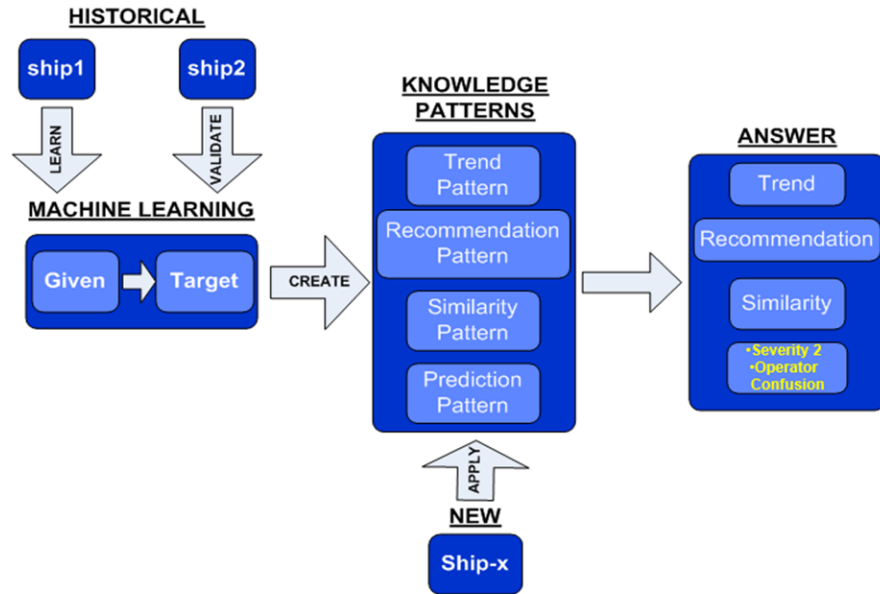 HISTORICAL
ship1
ship2
LEARN
VALIDATE
MACHINE LEARNING
Given
Target
CREATE
KNOWLEDGE
PATTERNS
Trend
Pattern
Recommendation
Pattern
Similarity
Pattern
Prediction
Pattern
APPLY
NEW
Ship-x
ANSWER
Trend
Recommendation
Similarity
•Severity 2
•Operator
Confusion